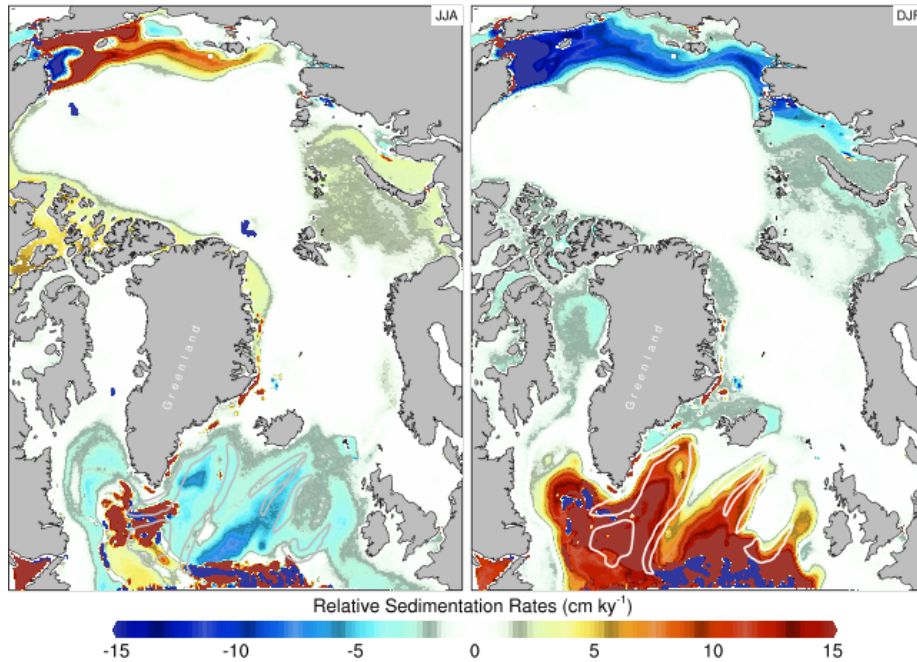 JJA
DJF
Greenland
Greenland
Relative Sedimentation Rates (cm ky⁻¹)
-15 -10 -5 0 5 10 15